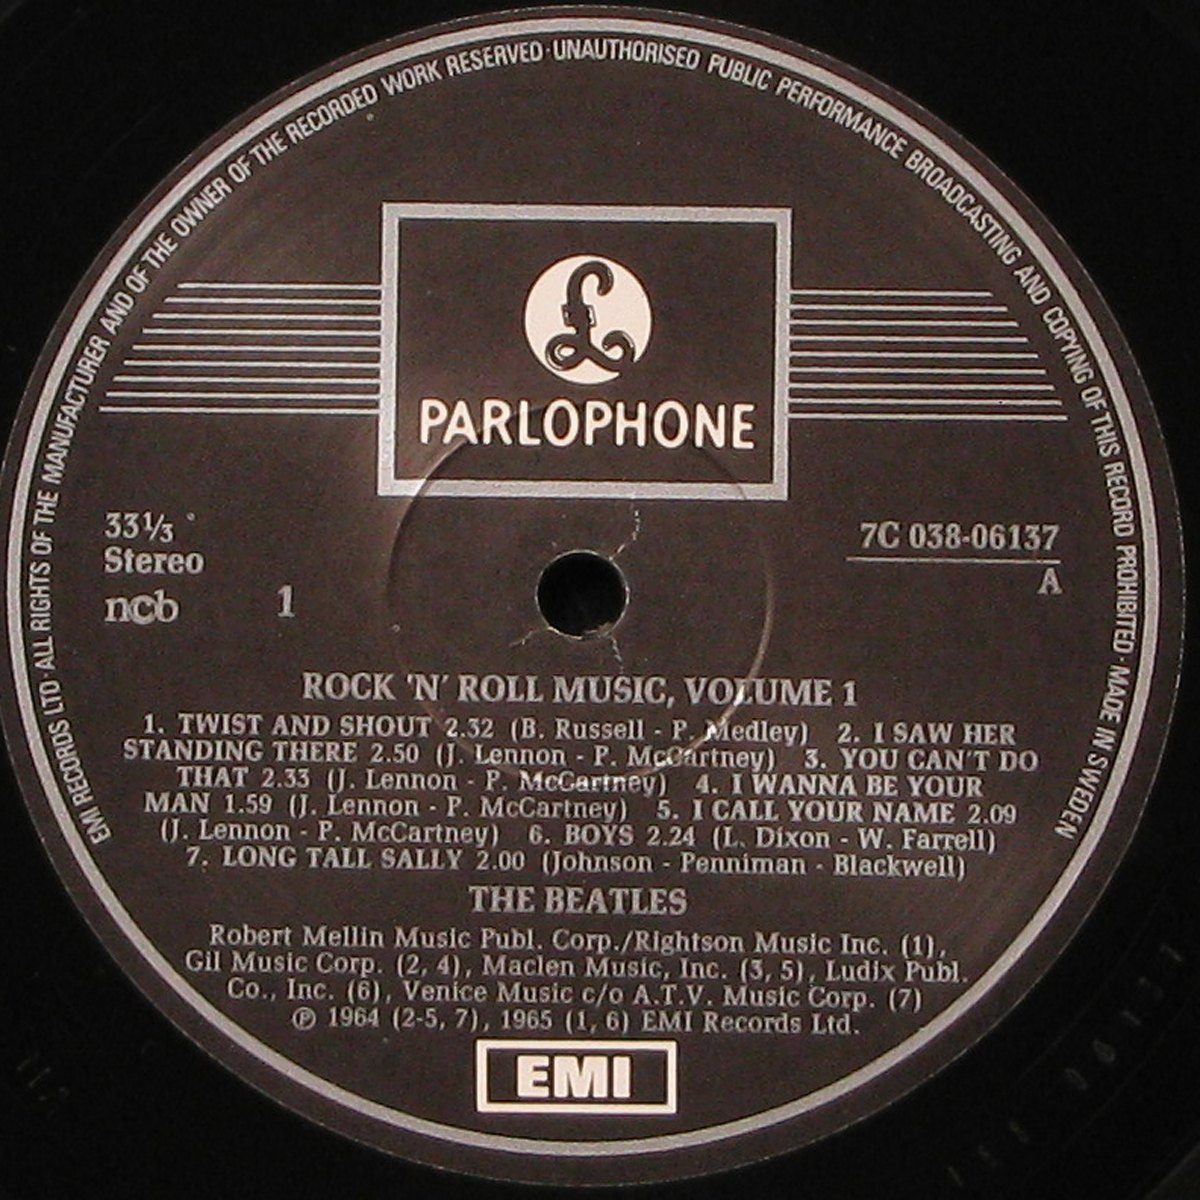 EMI RECORDS LTD · ALL RIGHTS OF THE MANUFACTURER AND OF THE OWNER OF THE RECORDED WORK RESERVED · UNAUTHORISED PUBLIC PERFORMANCE BROADCASTING AND COPYING OF THIS RECORD PROHIBITED · MADE IN SWEDEN
PARLOPHONE
33⅓
Stereo
ncb
1
7C 038-06137
A
ROCK 'N' ROLL MUSIC, VOLUME 1
1. TWIST AND SHOUT 2.32 (B. Russell - P. Medley) 2. I SAW HER
STANDING THERE 2.50 (J. Lennon - P. McCartney) 3. YOU CAN'T DO
THAT 2.33 (J. Lennon - P. McCartney) 4. I WANNA BE YOUR
MAN 1.59 (J. Lennon - P. McCartney) 5. I CALL YOUR NAME 2.09
(J. Lennon - P. McCartney) 6. BOYS 2.24 (L. Dixon - W. Farrell)
7. LONG TALL SALLY 2.00 (Johnson - Penniman - Blackwell)
THE BEATLES
Robert Mellin Music Publ. Corp./Rightson Music Inc. (1),
Gil Music Corp. (2, 4), Maclen Music, Inc. (3, 5), Ludix Publ.
Co., Inc. (6), Venice Music c/o A.T.V. Music Corp. (7)
℗ 1964 (2-5, 7), 1965 (1, 6) EMI Records Ltd.
EMI